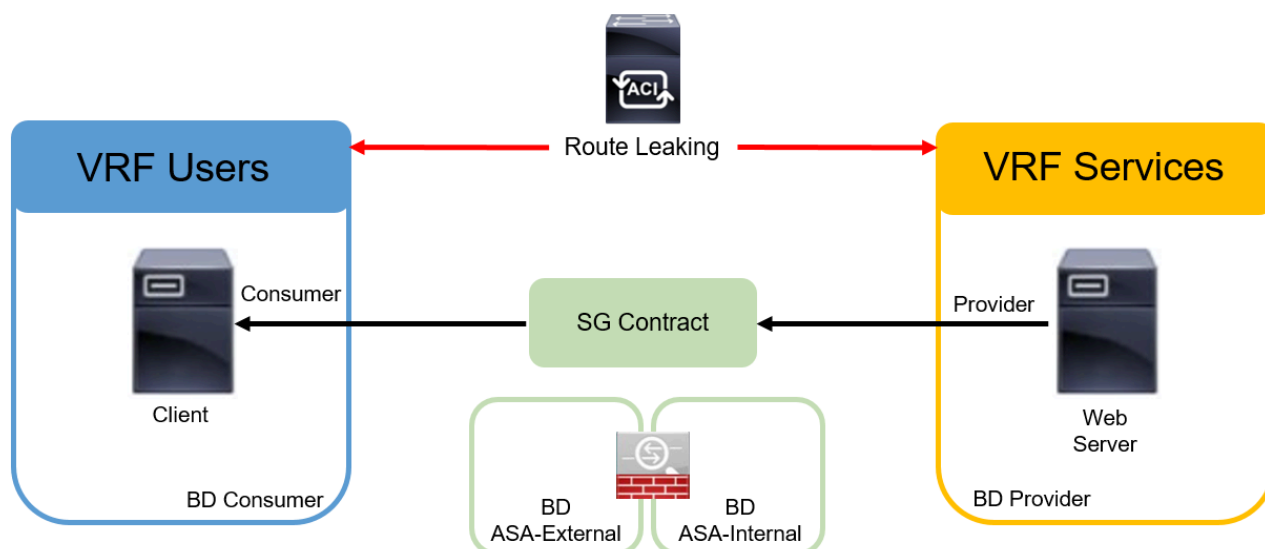 ACI
Route Leaking
VRF Users
VRF Services
Consumer
SG Contract
Provider
Client
Web
Server
BD Consumer
BD
ASA-External
BD
ASA-Internal
BD Provider